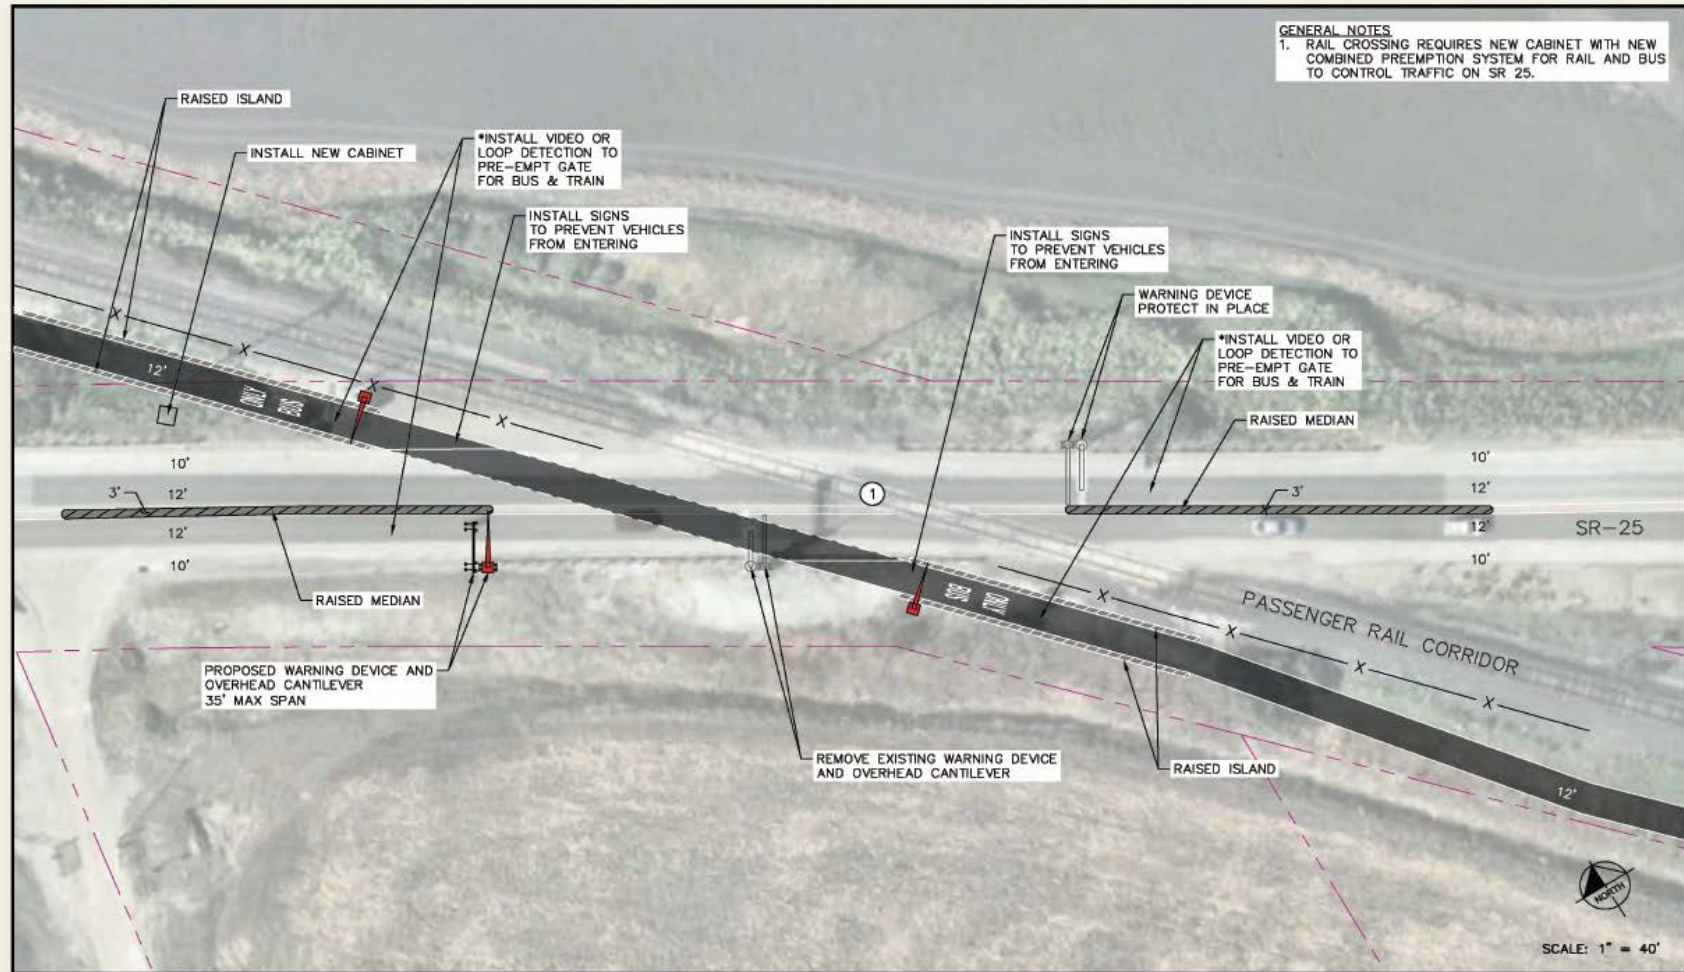 GENERAL NOTES
1. RAIL CROSSING REQUIRES NEW CABINET WITH NEW
COMBINED PREEMPTION SYSTEM FOR RAIL AND BUS
TO CONTROL TRAFFIC ON SR 25.
RAISED ISLAND
INSTALL NEW CABINET
*INSTALL VIDEO OR
LOOP DETECTION TO
PRE-EMPT GATE
FOR BUS & TRAIN
INSTALL SIGNS
TO PREVENT VEHICLES
FROM ENTERING
INSTALL SIGNS
TO PREVENT VEHICLES
FROM ENTERING
WARNING DEVICE
PROTECT IN PLACE
*INSTALL VIDEO OR
LOOP DETECTION TO
PRE-EMPT GATE
FOR BUS & TRAIN
RAISED MEDIAN
X
X
X
X
12'
ONLY
BUS
10'
12'
3'
12'
10'
1
10'
12'
3'
12'
10'
SR-25
RAISED MEDIAN
BUS
ONLY
X
X
X
X
PASSENGER RAIL CORRIDOR
PROPOSED WARNING DEVICE AND
OVERHEAD CANTILEVER
35' MAX SPAN
REMOVE EXISTING WARNING DEVICE
AND OVERHEAD CANTILEVER
RAISED ISLAND
12'
NORTH
SCALE: 1" = 40'